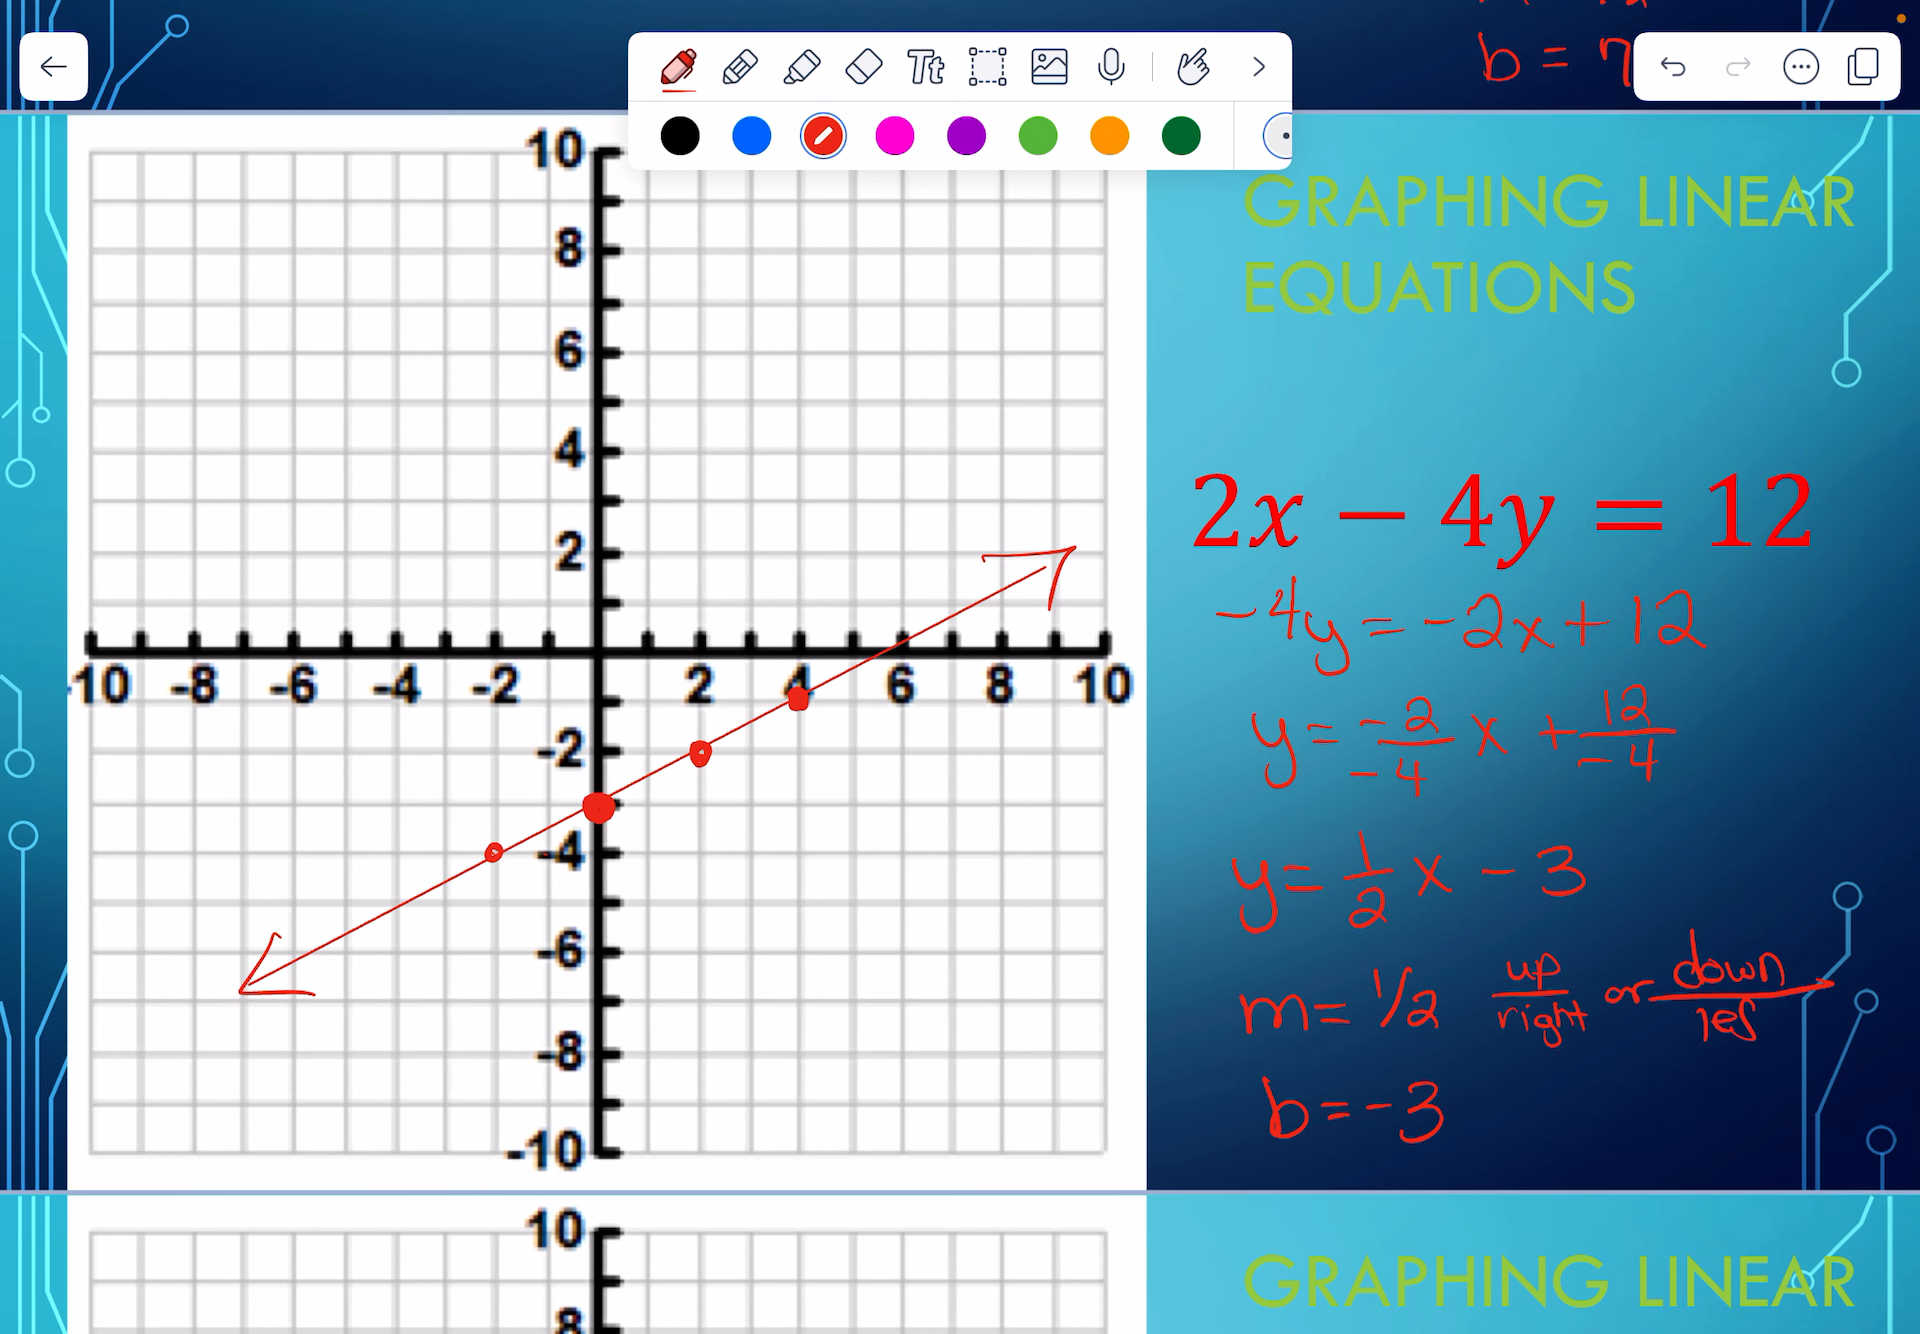 b = 7
Tt
10
8
6
4
2
-10 -8 -6 -4 -2 2 4 6 8 10
-2
-4
-6
-8
-10
GRAPHING LINEAR
EQUATIONS
2x − 4y = 12
-4y = -2x + 12
y = -2/-4 x + 12/-4
y = 1/2 x - 3
m = 1/2 up/right or down/lef
b = -3
10
8
GRAPHING LINEAR